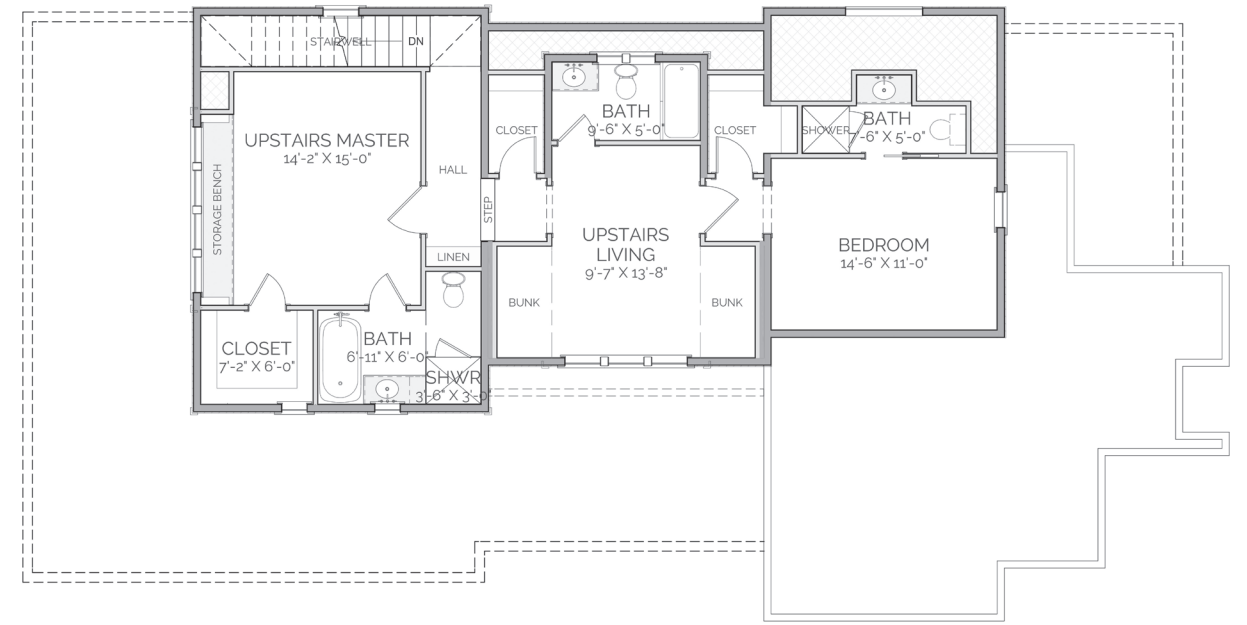 STAIRWELL
DN
UPSTAIRS MASTER
14'-2" X 15'-0"
STORAGE BENCH
HALL
LINEN
STEP
CLOSET
7'-2" X 6'-0"
BATH
6'-11" X 6'-0"
SHWR
3'-6" X 3'-0"
CLOSET
BATH
9'-6" X 5'-0"
CLOSET
UPSTAIRS
LIVING
9'-7" X 13'-8"
BUNK
BUNK
SHOWER
BATH
7'-6" X 5'-0"
BEDROOM
14'-6" X 11'-0"